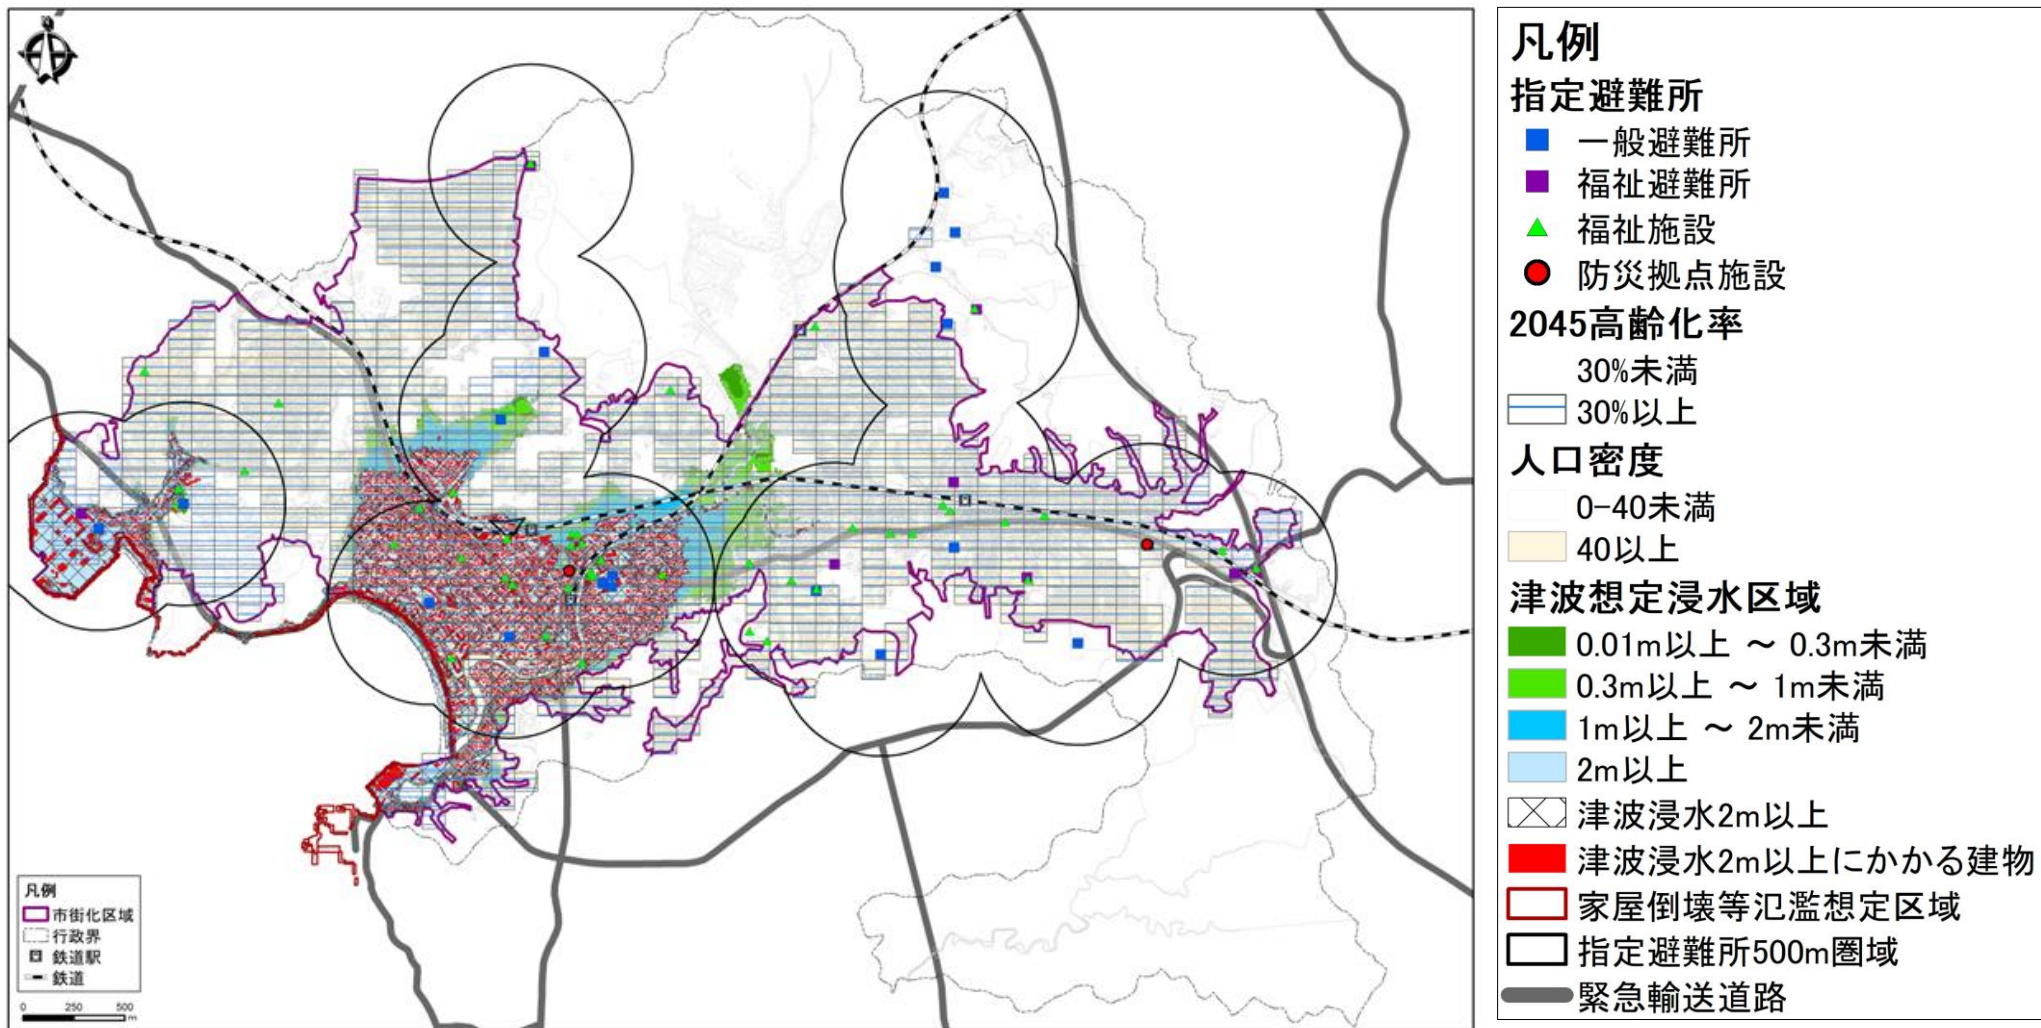 凡例
指定避難所
一般避難所
福祉避難所
福祉施設
防災拠点施設
2045高齢化率
30%未満
30%以上
人口密度
0-40未満
40以上
津波想定浸水区域
0.01m以上 ~ 0.3m未満
0.3m以上 ~ 1m未満
1m以上 ~ 2m未満
2m以上
津波浸水2m以上
津波浸水2m以上にかかる建物
家屋倒壊等氾濫想定区域
指定避難所500m圏域
緊急輸送道路
凡例
市街化区域
行政界
鉄道駅
鉄道
0 250 500
m